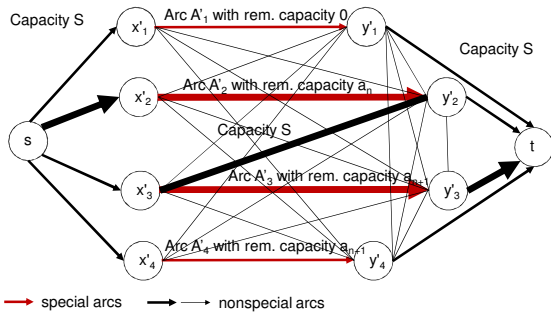 Capacity S
Arc A'₁ with rem. capacity 0
x'₁
y'₁
Capacity S
Arc A'₂ with rem. capacity aₙ
x'₂
y'₂
Capacity S
s
t
Arc A'₃ with rem. capacity aₙ₊₁
x'₃
y'₃
Arc A'₄ with rem. capacity aₙ₊₁
x'₄
y'₄
special arcs
nonspecial arcs